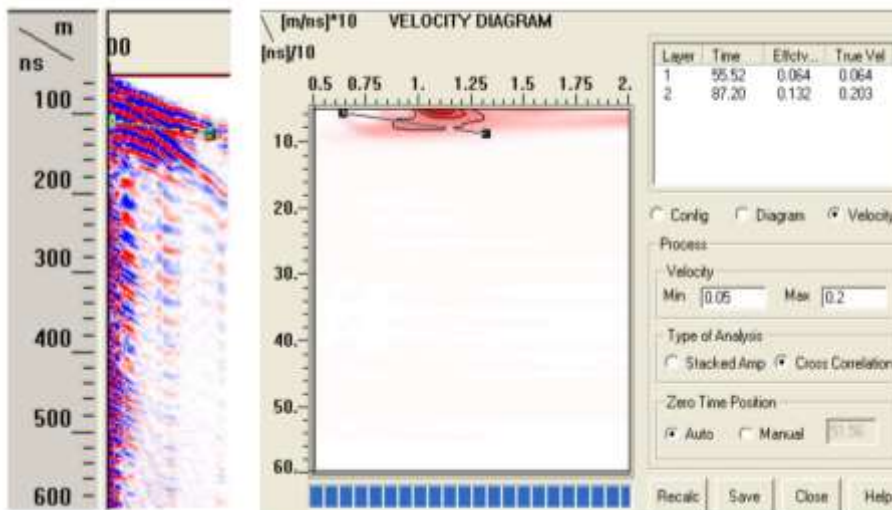 m
ns
00
100
200
300
400
500
600
[m/ns]*10 VELOCITY DIAGRAM
[ns]/10
0.5 0.75 1. 1.25 1.5 1.75 2.
10.
20.
30.
40.
50.
60.
Layer Time Effctv... True Vel
1 55.52 0.064 0.064
2 87.20 0.132 0.203
Config Diagram Velocity
Process
Velocity
Min 0.05 Max 0.2
Type of Analysis
Stacked Amp Cross Correlation
Zero Time Position
Auto Manual
Recalc Save Close Help